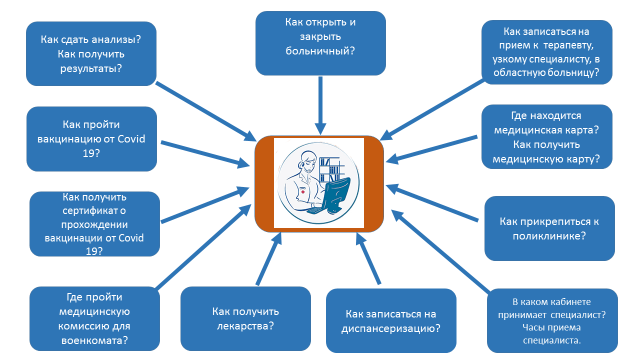 Как сдать анализы?
Как получить
результаты?
Как открыть и
закрыть
больничный?
Как записаться на
прием к терапевту,
узкому специалисту, в
областную больницу?
Как пройти
вакцинацию от Covid
19?
Где находится
медицинская карта?
Как получить
медицинскую карту?
Как получить
сертификат о
прохождении
вакцинации от Covid
19?
Как прикрепиться к
поликлинике?
Где пройти
медицинскую
комиссию для
военкомата?
Как получить
лекарства?
Как записаться на
диспансеризацию?
В каком кабинете
принимает специалист?
Часы приема
специалиста.